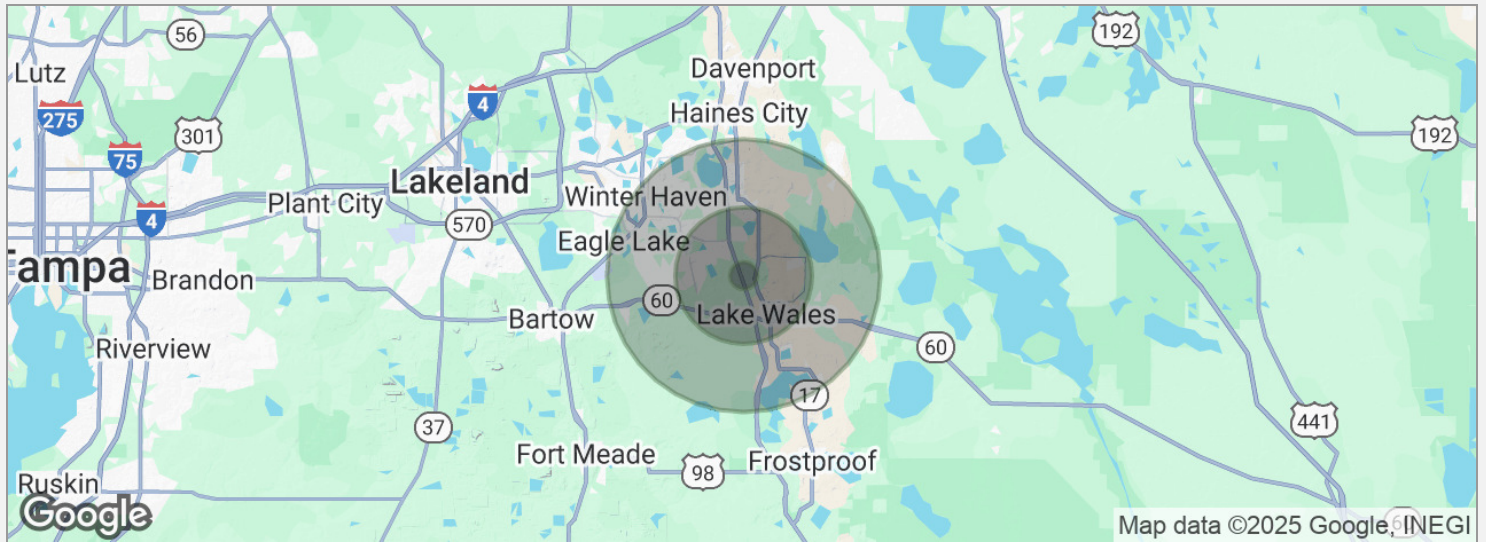 56
192
Lutz
Davenport
4
275
Haines City
301
192
75
Lakeland
Plant City
Winter Haven
4
570
Eagle Lake
Tampa
Brandon
60
Lake Wales
Bartow
60
Riverview
17
37
441
Fort Meade
98
Frostproof
Ruskin
Google
60
Map data ©2025 Google, INEGI